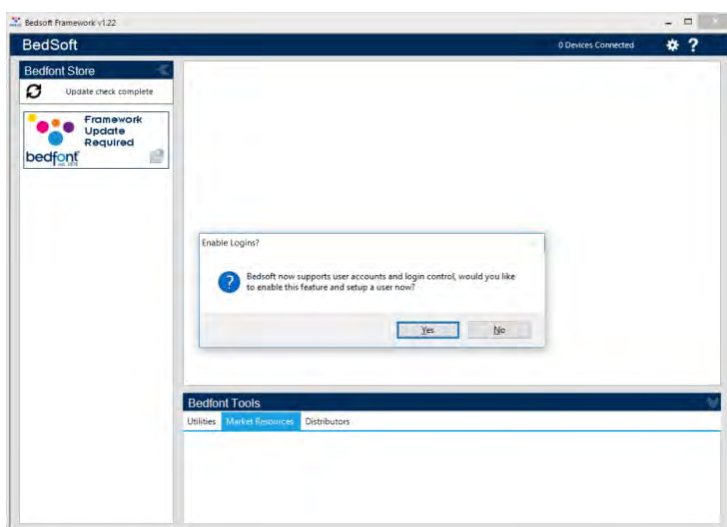 Bedsoft Framework v1.22
BedSoft
0 Devices Connected
?
Bedfont Store
Update check complete
Framework
Update
Required
bedfont
Enable Logins?
?
Bedsoft now supports user accounts and login control, would you like
to enable this feature and setup a user now?
Yes
No
Bedfont Tools
Utilities
Market Resources
Distributors